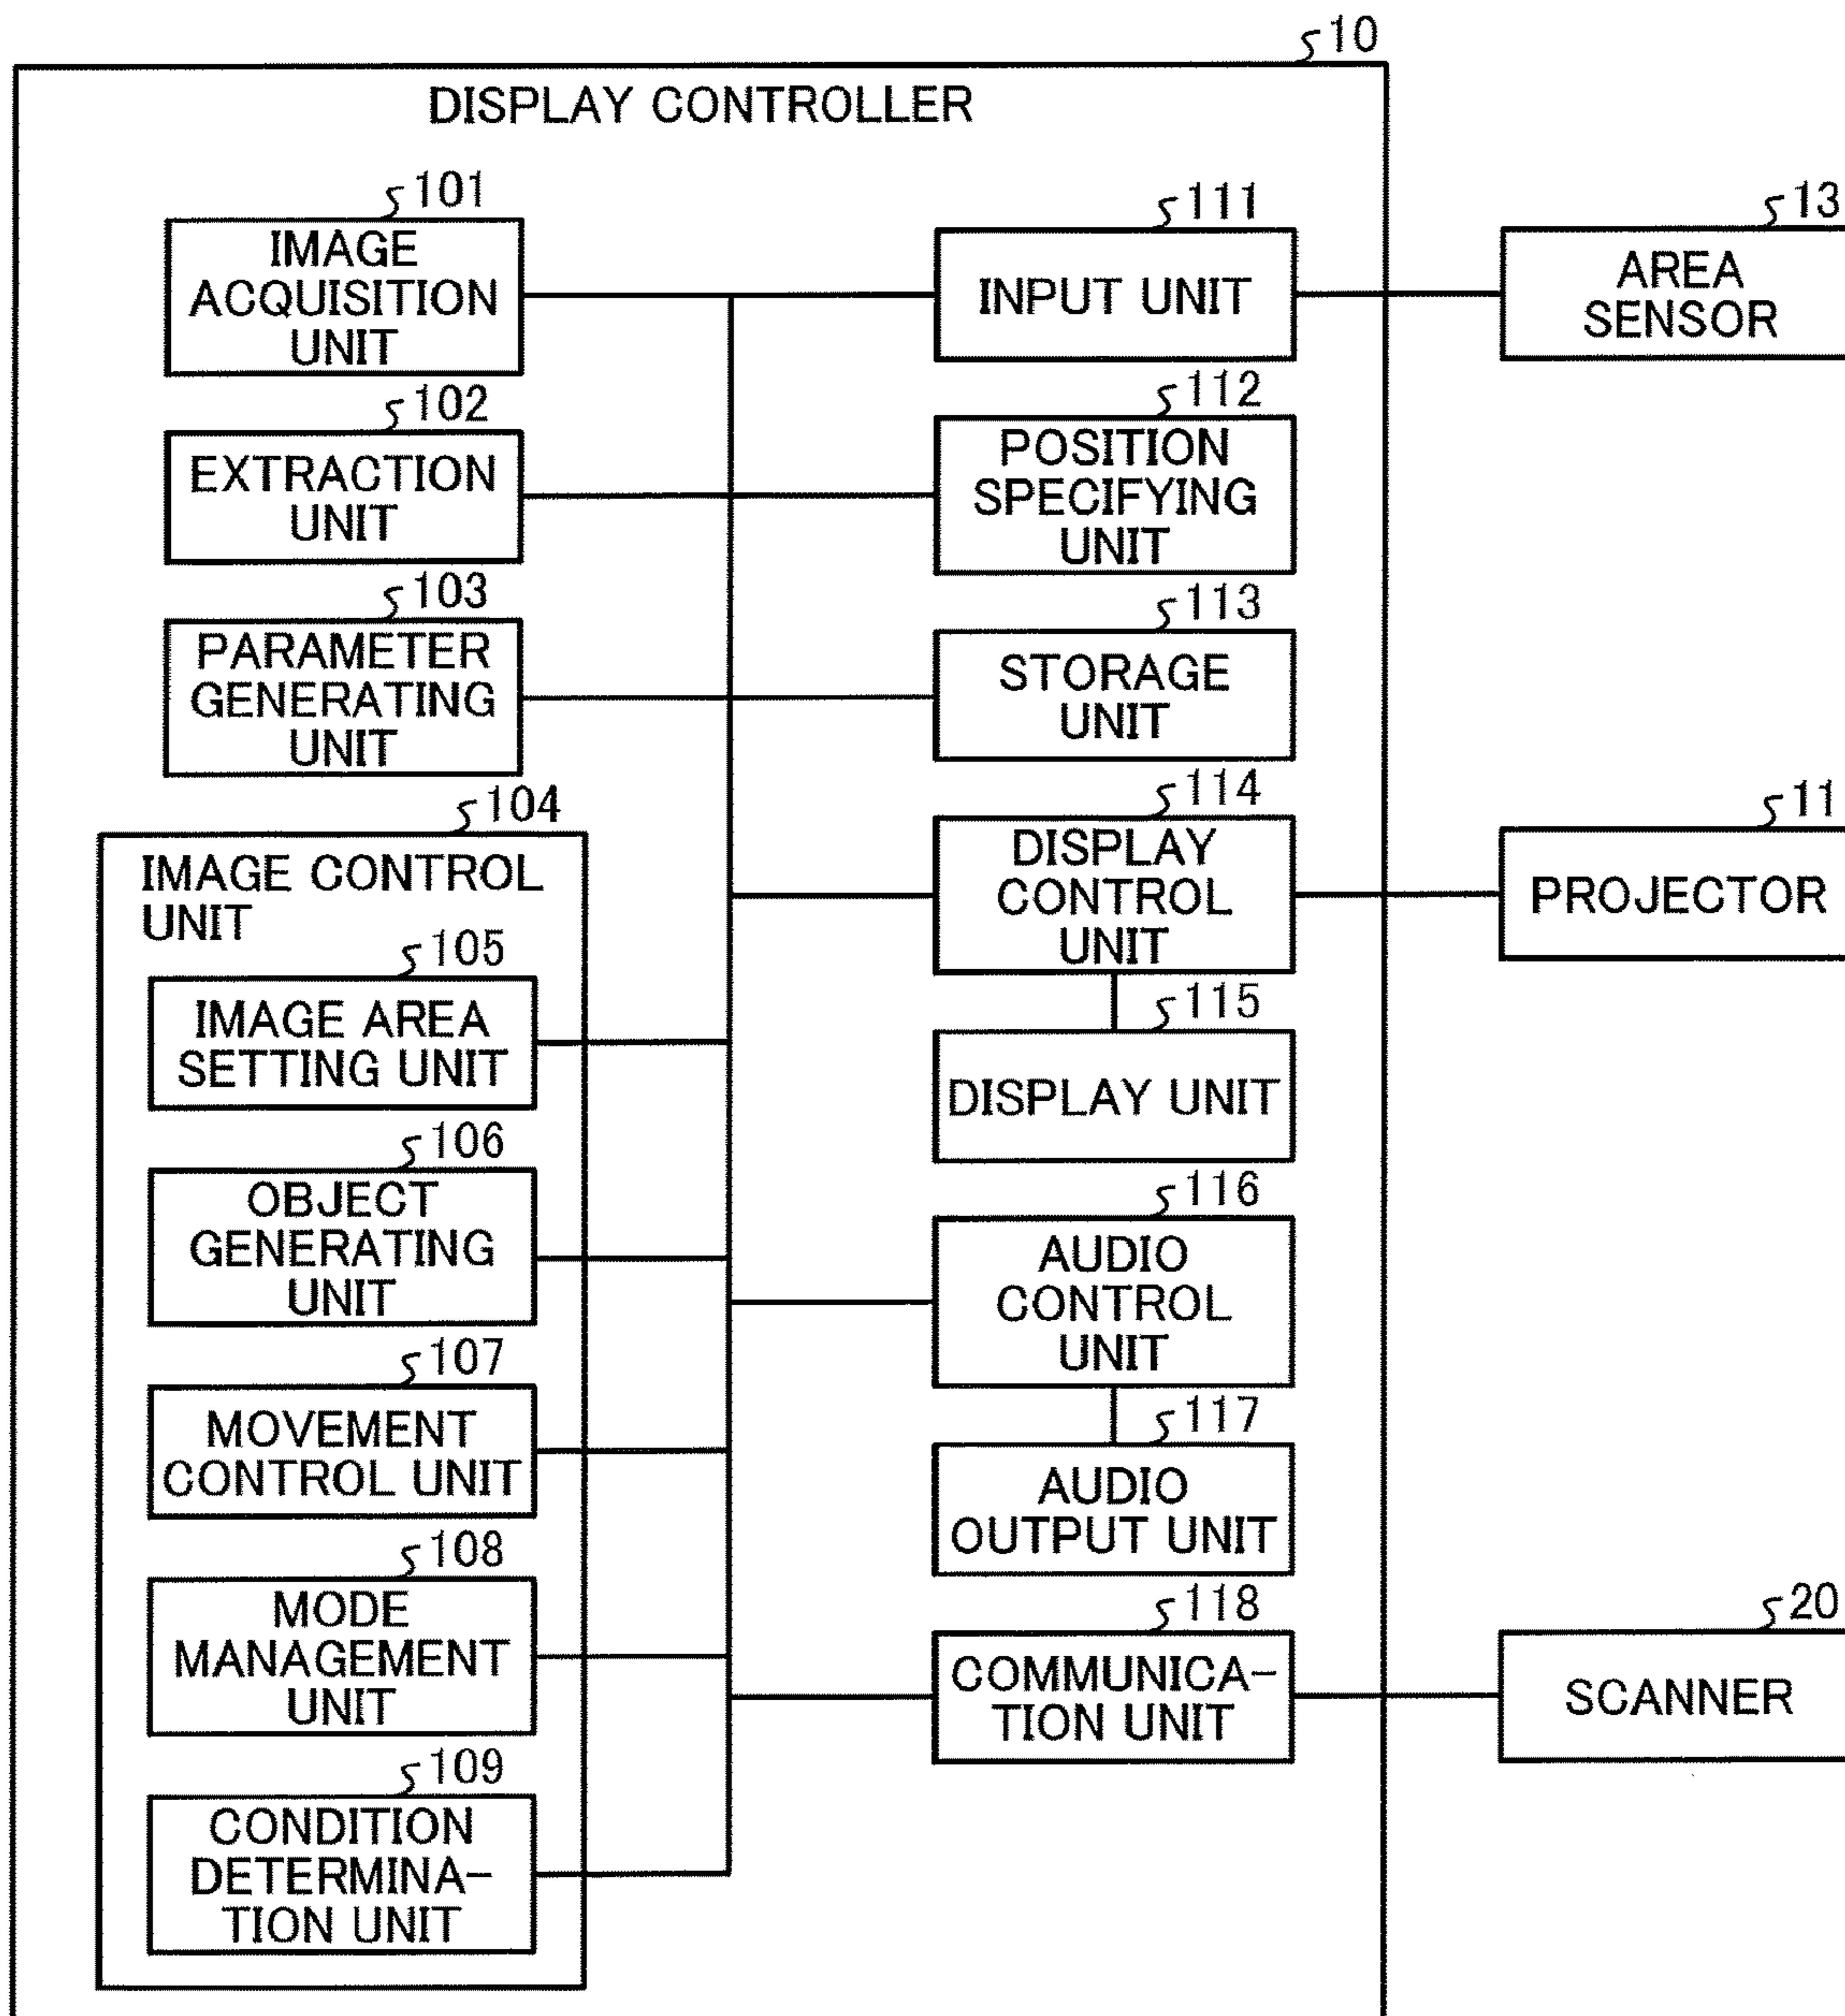 10
DISPLAY CONTROLLER
101
IMAGE
ACQUISITION
UNIT
102
EXTRACTION
UNIT
103
PARAMETER
GENERATING
UNIT
104
IMAGE CONTROL
UNIT
105
IMAGE AREA
SETTING UNIT
106
OBJECT
GENERATING
UNIT
107
MOVEMENT
CONTROL UNIT
108
MODE
MANAGEMENT
UNIT
109
CONDITION
DETERMINA-
TION UNIT
111
INPUT UNIT
112
POSITION
SPECIFYING
UNIT
113
STORAGE
UNIT
114
DISPLAY
CONTROL
UNIT
115
DISPLAY UNIT
116
AUDIO
CONTROL
UNIT
117
AUDIO
OUTPUT UNIT
118
COMMUNICA-
TION UNIT
13
AREA
SENSOR
11
PROJECTOR
20
SCANNER